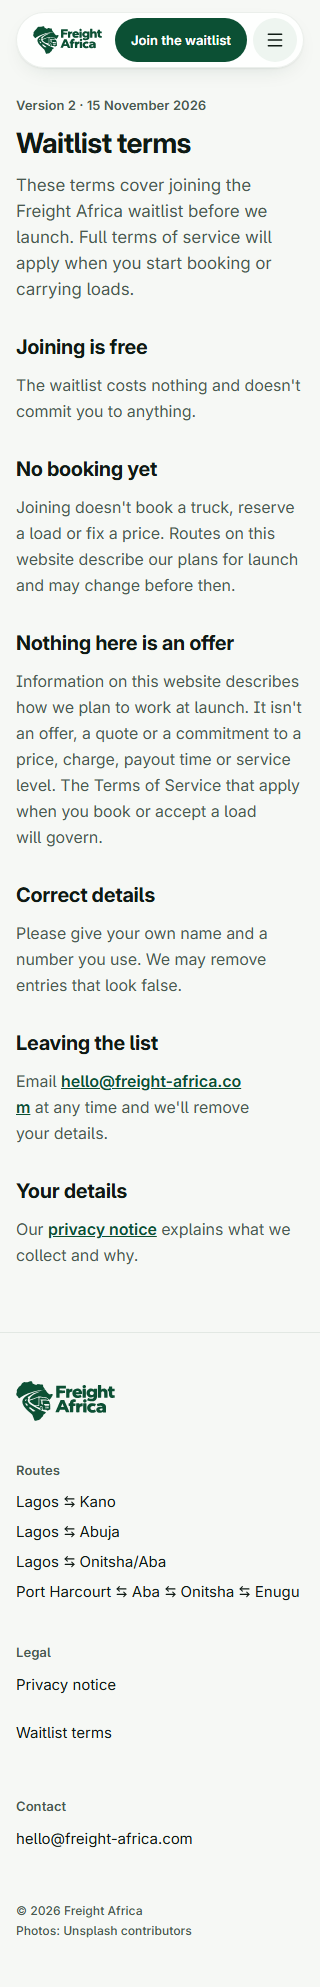 Freight
Africa
Join the waitlist
Version 2 · 15 November 2026
Waitlist terms
These terms cover joining the
Freight Africa waitlist before we
launch. Full terms of service will
apply when you start booking or
carrying loads.
Joining is free
The waitlist costs nothing and doesn't
commit you to anything.
No booking yet
Joining doesn't book a truck, reserve
a load or fix a price. Routes on this
website describe our plans for launch
and may change before then.
Nothing here is an offer
Information on this website describes
how we plan to work at launch. It isn't
an offer, a quote or a commitment to a
price, charge, payout time or service
level. The Terms of Service that apply
when you book or accept a load
will govern.
Correct details
Please give your own name and a
number you use. We may remove
entries that look false.
Leaving the list
Email hello@freight-africa.co
m at any time and we'll remove
your details.
Your details
Our privacy notice explains what we
collect and why.
Freight
Africa
Routes
Lagos ⇆ Kano
Lagos ⇆ Abuja
Lagos ⇆ Onitsha/Aba
Port Harcourt ⇆ Aba ⇆ Onitsha ⇆ Enugu
Legal
Privacy notice
Waitlist terms
Contact
hello@freight-africa.com
© 2026 Freight Africa
Photos: Unsplash contributors